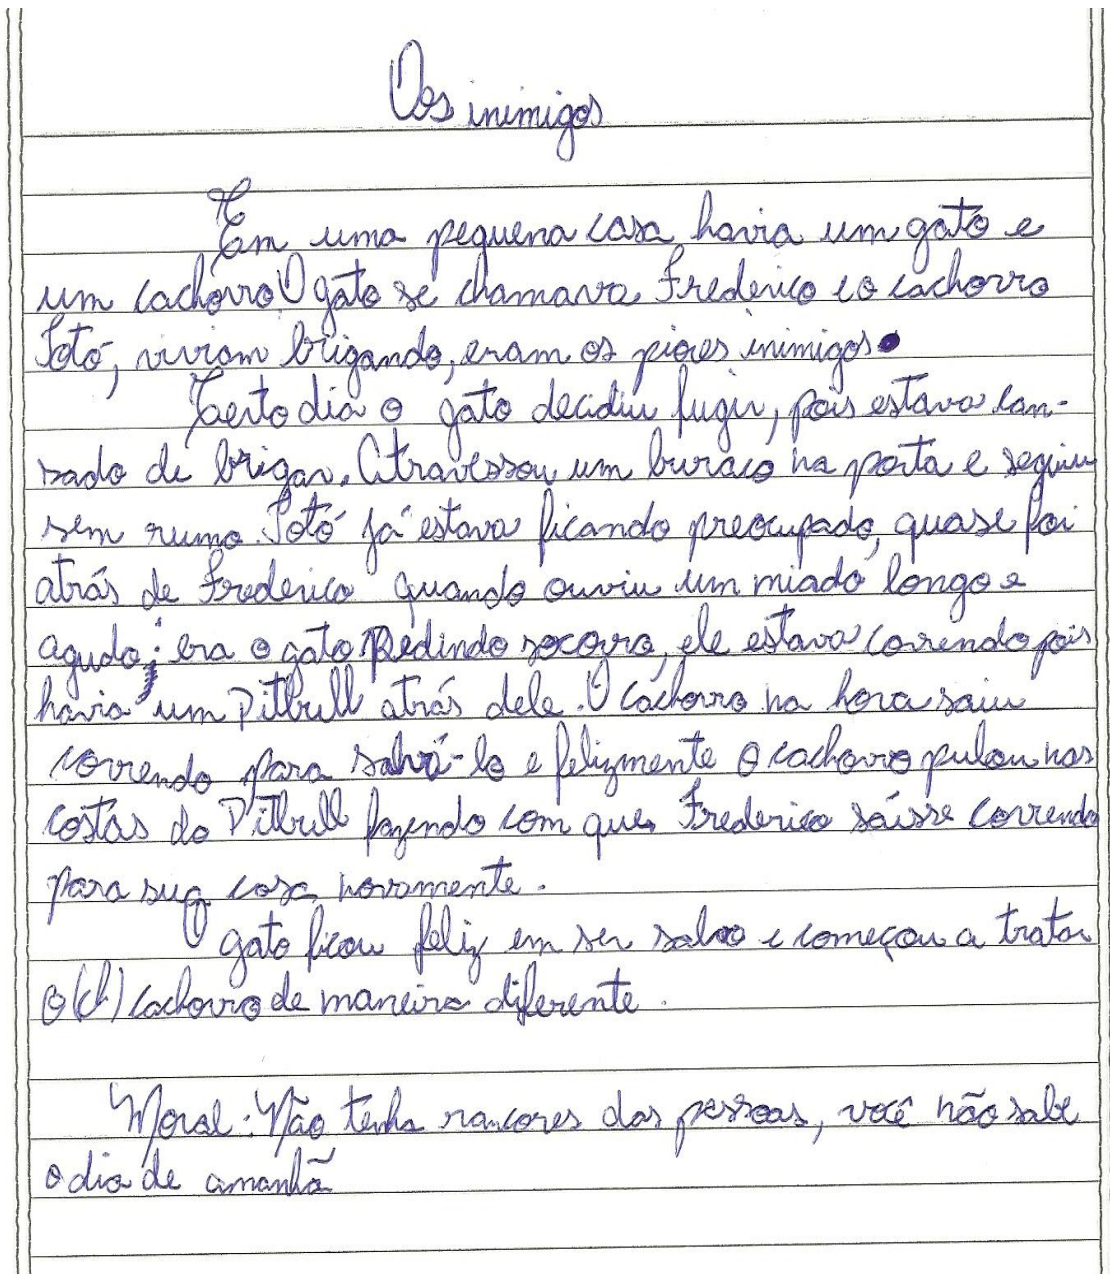 Os inimigos
Em uma pequena casa havia um gato e
um cachorro O gato se chamava Frederico e o cachorro
Totó, viviam brigando, eram os piores inimigos.
Certo dia o gato decidiu fugir, pois estava can-
sado de brigar. Atravessou um buraco na porta e seguiu
sem rumo. Totó já estava ficando preocupado, quase foi
atrás de Frederico quando ouviu um miado longo e
agudo; era o gato Pedindo socorro, ele estava correndo pois
havia um Pitbull atrás dele. O cachorro na hora saiu
correndo para salvá-lo e felizmente o cachorro pulou nas
costas do Pitbull fazendo com que Frederico saísse correndo
para sua casa novamente.
O gato ficou feliz em ser salvo e começou a tratar
o (ch) cachorro de maneira diferente.
Moral: Não tenha rancores das pessoas, você não sabe
o dia de amanhã